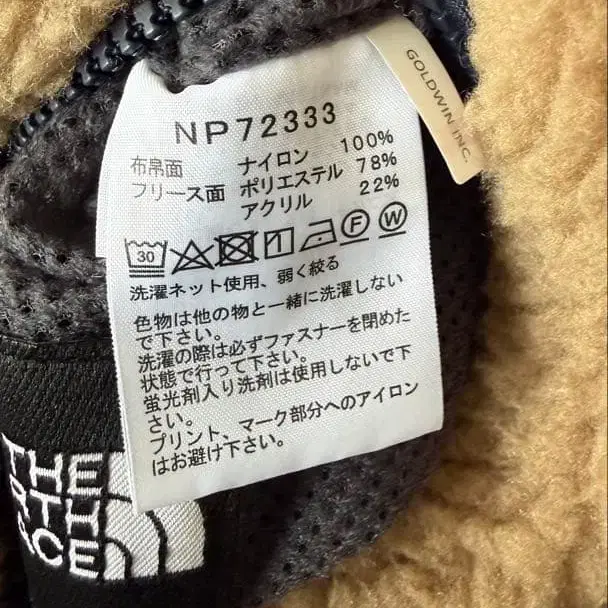 GOLDWIN INC.
NP72333
布帛面 ナイロン 100%
フリース面 ポリエステル 78%
アクリル 22%
30 F W
洗濯ネット使用、弱く絞る
色物は他の物と一緒に洗濯しない
で下さい。
洗濯の際は必ずファスナーを閉めた
状態で行って下さい。
蛍光剤入り洗剤は使用しないで下
さい。
プリント、マーク部分へのアイロン
はお避け下さい。
THE
NORTH
FACE